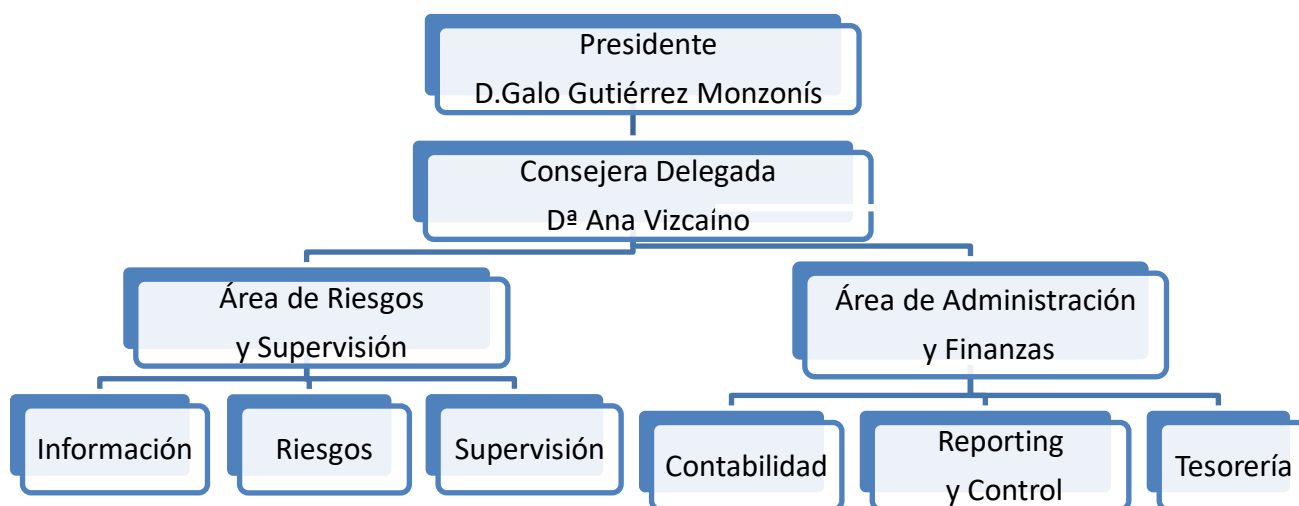 Presidente
D.Galo Gutiérrez Monzonís
Consejera Delegada
Dª Ana Vizcaíno
Área de Riesgos
y Supervisión
Área de Administración
y Finanzas
Información
Riesgos
Supervisión
Contabilidad
Reporting
y Control
Tesorería